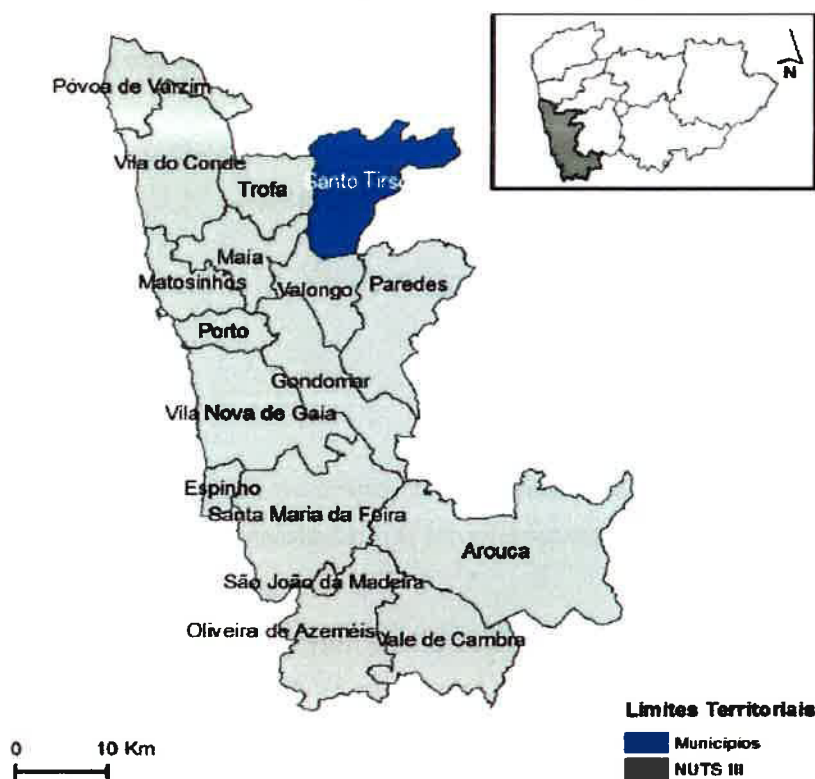 N
Póvoa de Varzim
Vila do Conde
Trofa
Santo Tirso
Maia
Matosinhos
Valongo
Paredes
Porto
Gondomar
Vila Nova de Gaia
Espinho
Santa Maria da Feira
Arouca
São João da Madeira
Oliveira de Azeméis
Vale de Cambra
Limites Territoriais
Municípios
NUTS III
0 10 Km